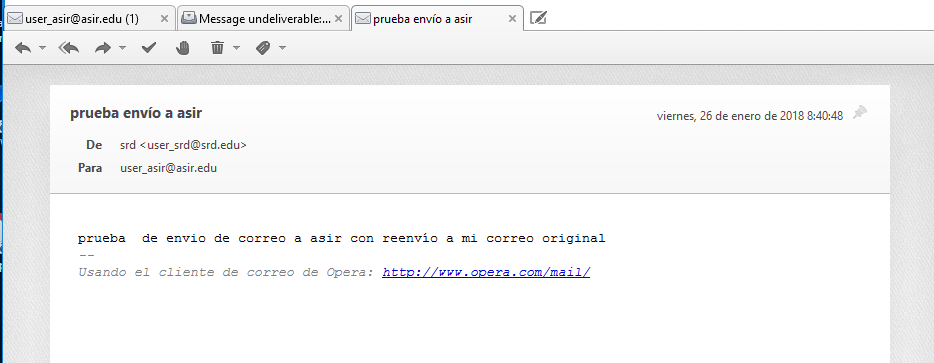 user_asir@asir.edu (1)
Message undeliverable:...
prueba envío a asir
prueba envío a asir
viernes, 26 de enero de 2018 8:40:48
De srd <user_srd@srd.edu>
Para user_asir@asir.edu
prueba  de envio de correo a asir con reenvío a mi correo original
--
Usando el cliente de correo de Opera: http://www.opera.com/mail/